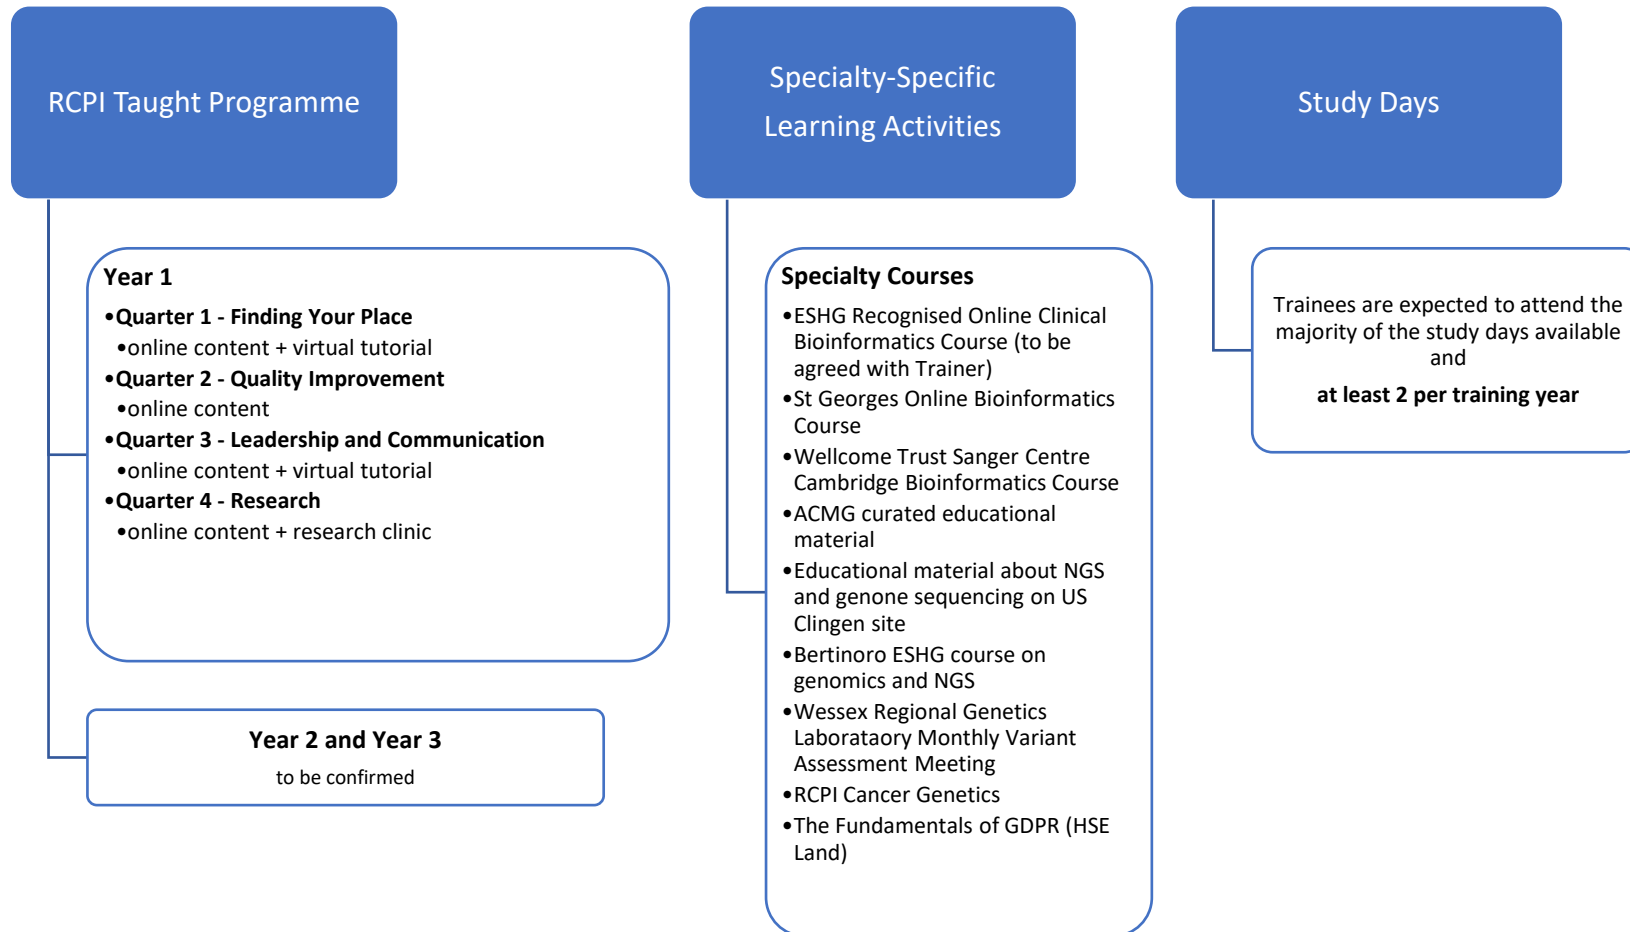 RCPI Taught Programme
Year 1
•Quarter 1 - Finding Your Place
•online content + virtual tutorial
•Quarter 2 - Quality Improvement
•online content
•Quarter 3 - Leadership and Communication
•online content + virtual tutorial
•Quarter 4 - Research
•online content + research clinic
Year 2 and Year 3
to be confirmed
Specialty-Specific
Learning Activities
Specialty Courses
•ESHG Recognised Online Clinical
Bioinformatics Course (to be
agreed with Trainer)
•St Georges Online Bioinformatics
Course
•Wellcome Trust Sanger Centre
Cambridge Bioinformatics Course
•ACMG curated educational
material
•Educational material about NGS
and genone sequencing on US
Clingen site
•Bertinoro ESHG course on
genomics and NGS
•Wessex Regional Genetics
Laborataory Monthly Variant
Assessment Meeting
•RCPI Cancer Genetics
•The Fundamentals of GDPR (HSE
Land)
Study Days
Trainees are expected to attend the
majority of the study days available
and
at least 2 per training year